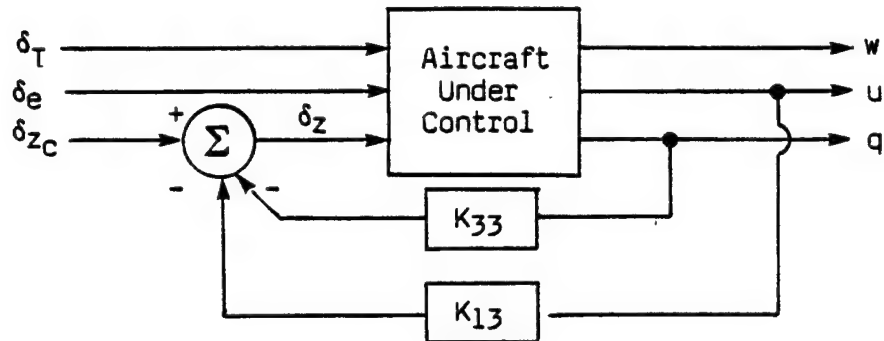 δT
w
Aircraft
Under
Control
δe
u
+
δz
δzc
Σ
q
-
-
K33
K13